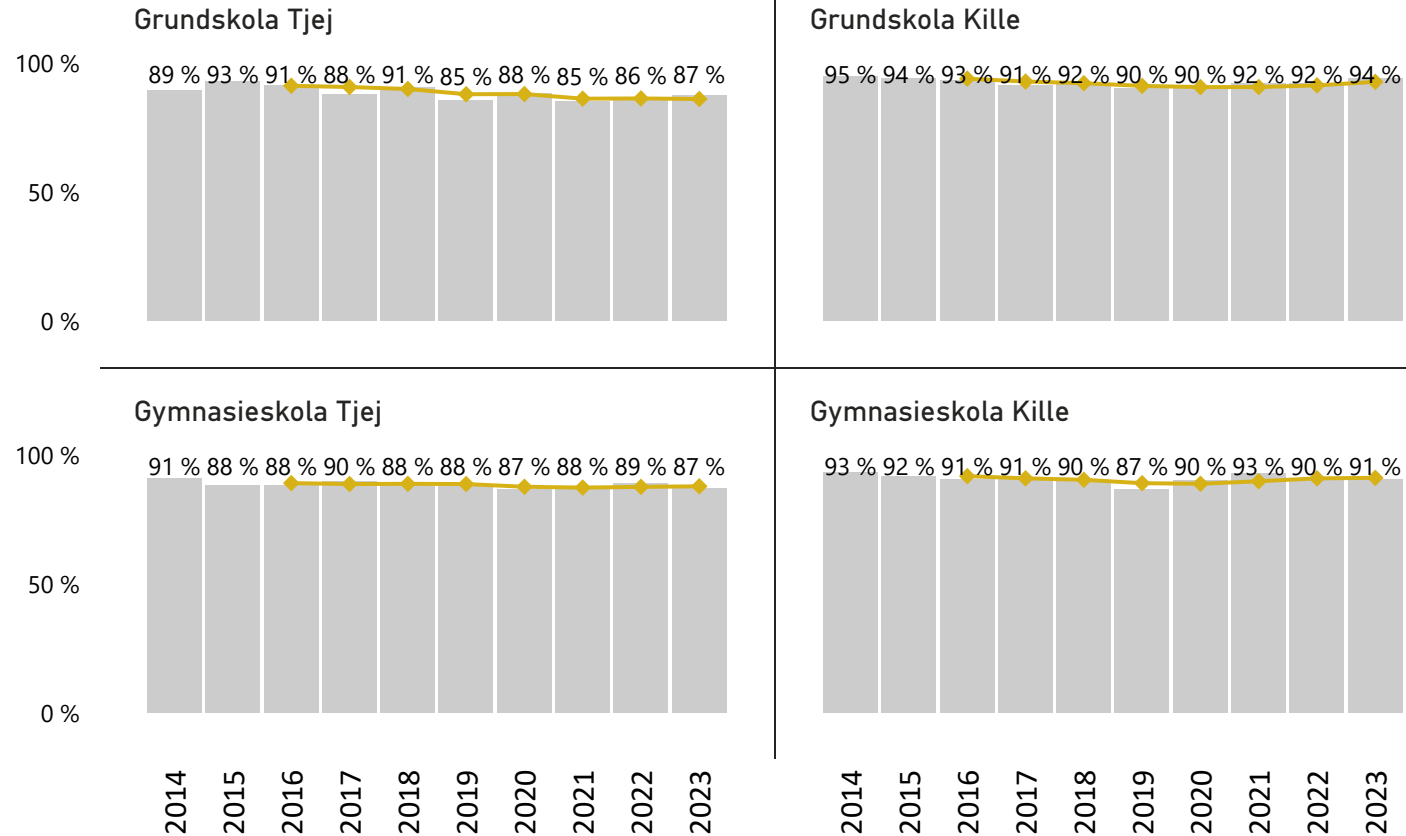 Grundskola Tjej
Grundskola Kille
100 %
89 % 93 % 91 % 88 % 91 % 85 % 88 % 85 % 86 % 87 %
95 % 94 % 93 % 91 % 92 % 90 % 90 % 92 % 92 % 94 %
50 %
0 %
Gymnasieskola Tjej
Gymnasieskola Kille
100 %
91 % 88 % 88 % 90 % 88 % 88 % 87 % 88 % 89 % 87 %
93 % 92 % 91 % 91 % 90 % 87 % 90 % 93 % 90 % 91 %
50 %
0 %
2014 2015 2016 2017 2018 2019 2020 2021 2022 2023
2014 2015 2016 2017 2018 2019 2020 2021 2022 2023